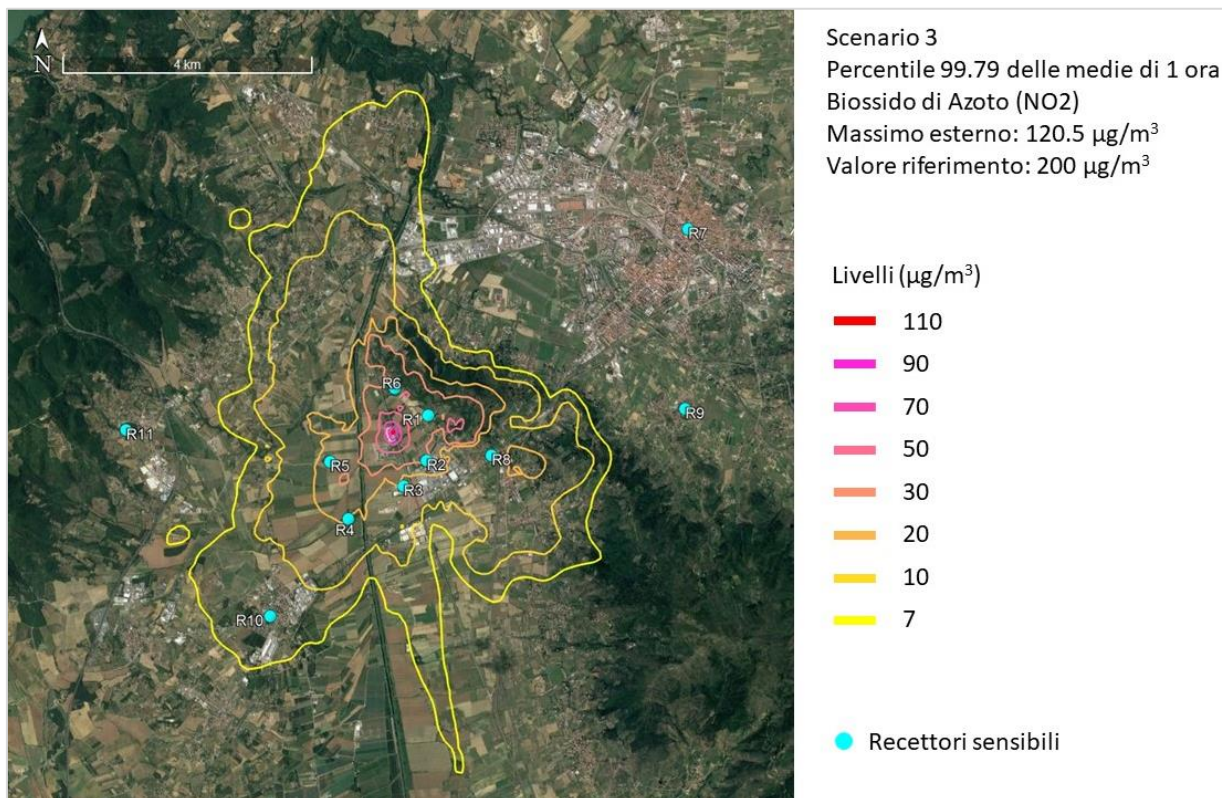 N
4 km
R7
R6
R1
R9
R11
R5
R2
R8
R3
R4
R10
Scenario 3
Percentile 99.79 delle medie di 1 ora
Biossido di Azoto (NO2)
Massimo esterno: 120.5 µg/m³
Valore riferimento: 200 µg/m³
Livelli (µg/m³)
110
90
70
50
30
20
10
7
Recettori sensibili